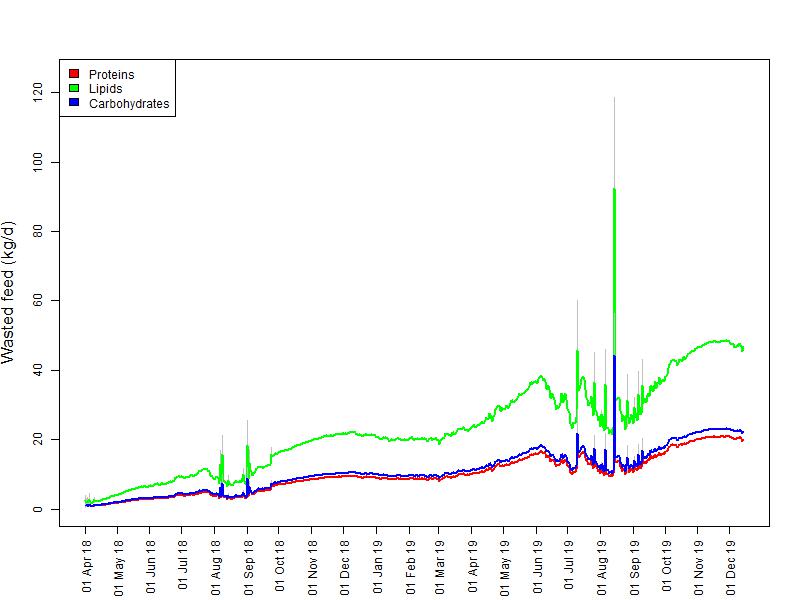 Proteins
Lipids
Carbohydrates
Wasted feed (kg/d)
120
100
80
60
40
20
0
01 Apr 18
01 May 18
01 Jun 18
01 Jul 18
01 Aug 18
01 Sep 18
01 Oct 18
01 Nov 18
01 Dec 18
01 Jan 19
01 Feb 19
01 Mar 19
01 Apr 19
01 May 19
01 Jun 19
01 Jul 19
01 Aug 19
01 Sep 19
01 Oct 19
01 Nov 19
01 Dec 19